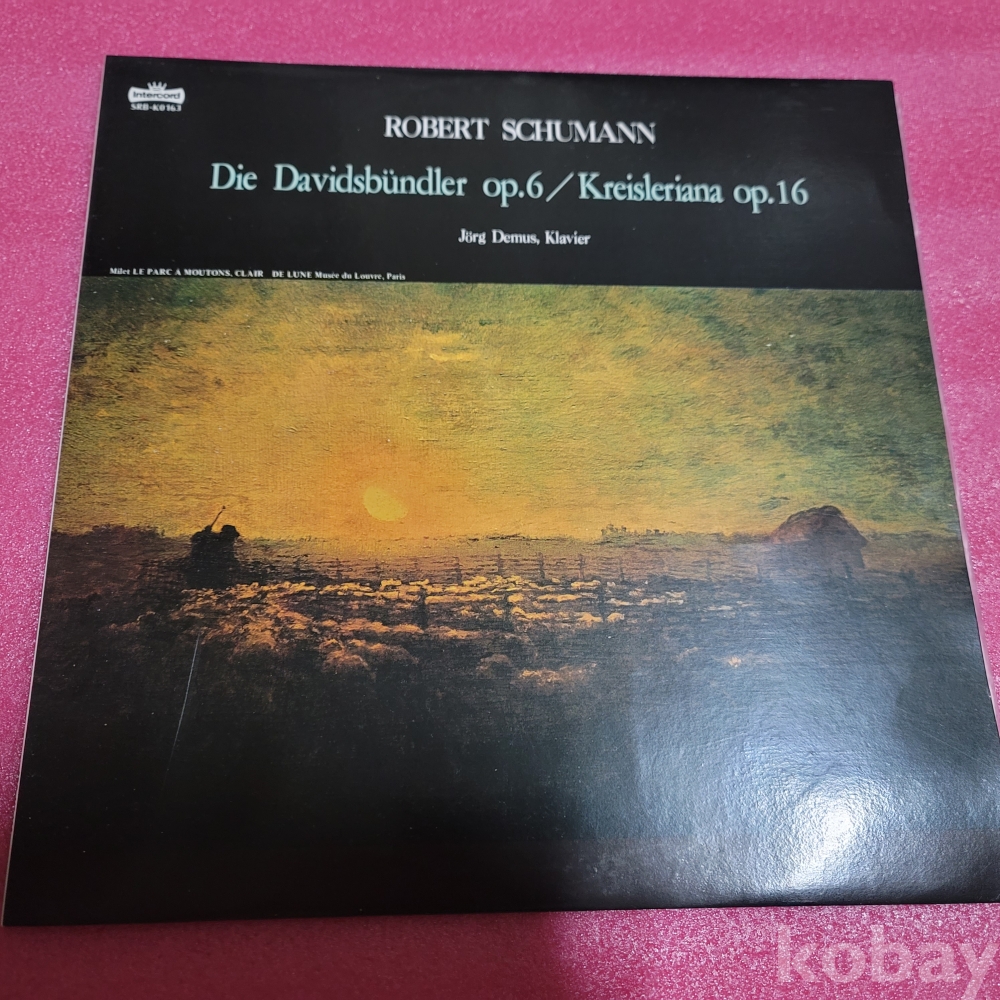 Intercord
SRB-K0163
ROBERT SCHUMANN
Die Davidsbündler op.6/Kreisleriana op.16
Jörg Demus, Klavier
Milet LE PARC A MOUTONS, CLAIR DE LUNE Musée du Louvre, Paris
kobay